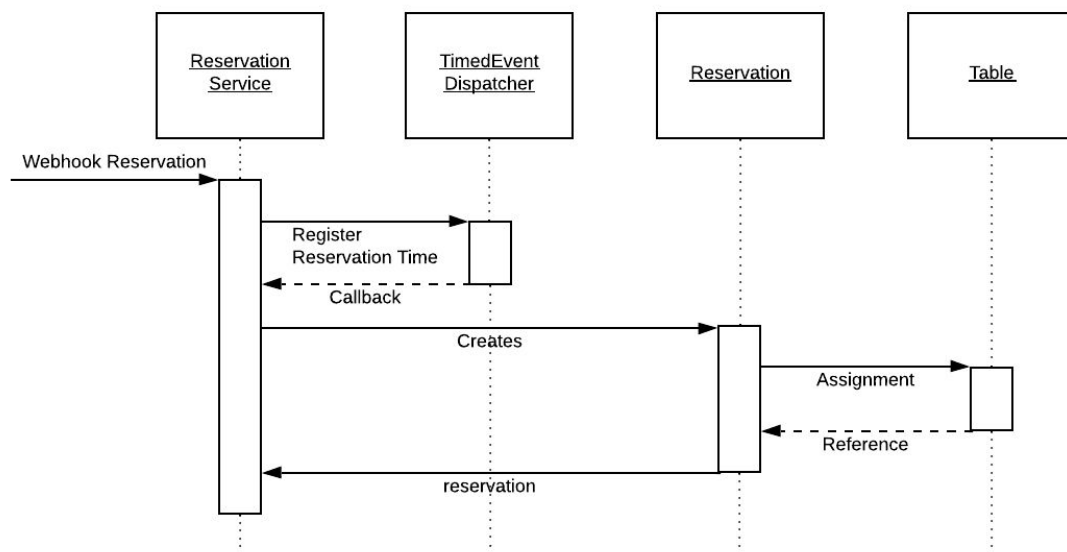 Reservation
Service
TimedEvent
Dispatcher
Reservation
Table
Webhook Reservation
Register
Reservation Time
Callback
Creates
Assignment
Reference
reservation